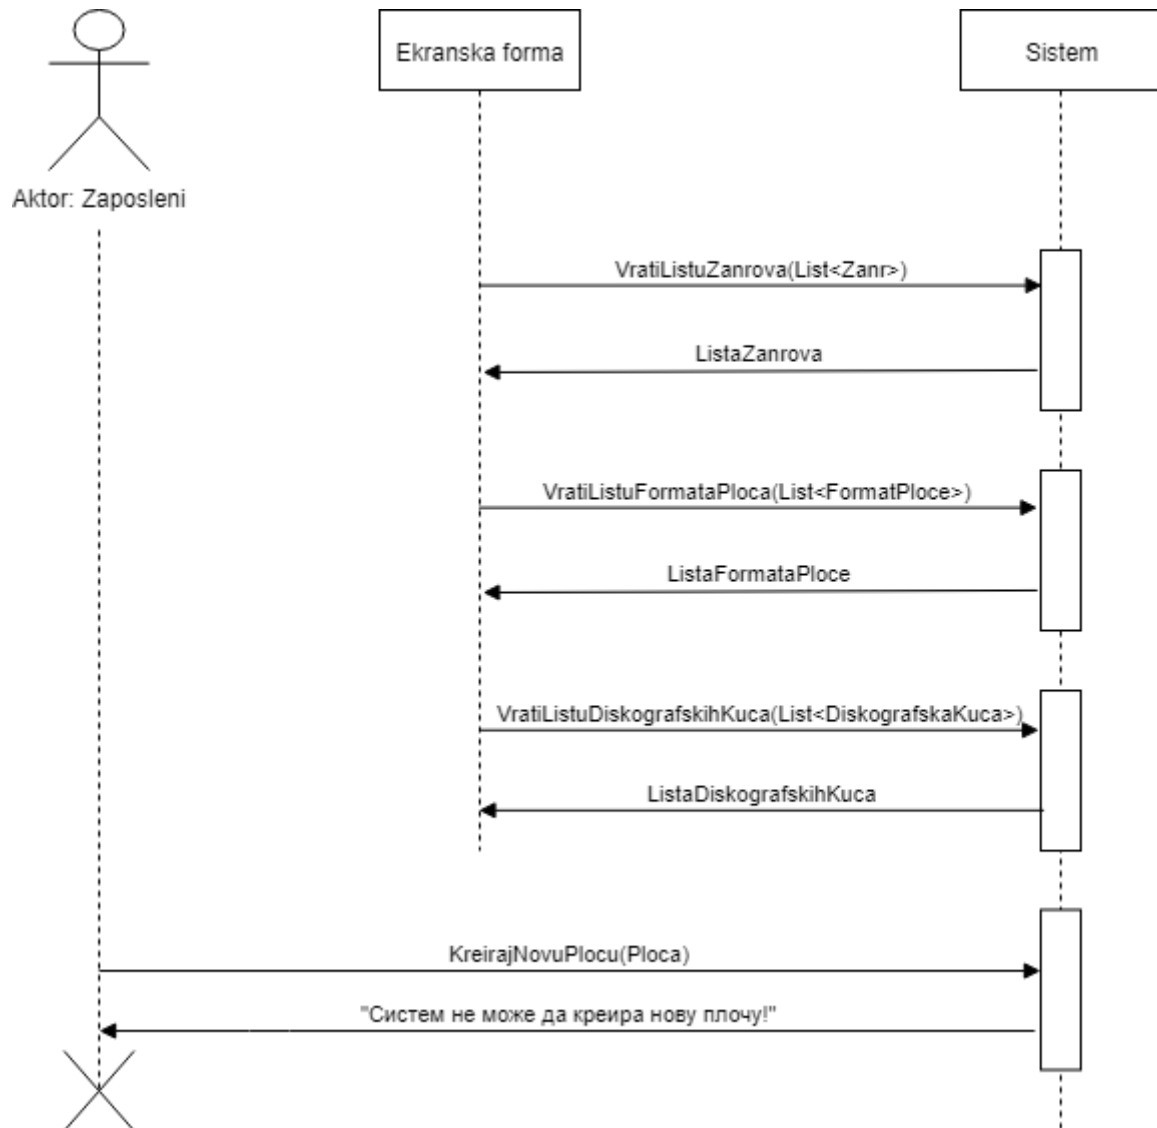 Ekranska forma
Sistem
Aktor: Zaposleni
VratiListuZanrova(List<Zanr>)
ListaZanrova
VratiListuFormataPloca(List<FormatPloce>)
ListaFormataPloce
VratiListuDiskografskihKuca(List<DiskografskaKuca>)
ListaDiskografskihKuca
KreirajNovuPlocu(Ploca)
"Систем не може да креира нову плочу!"